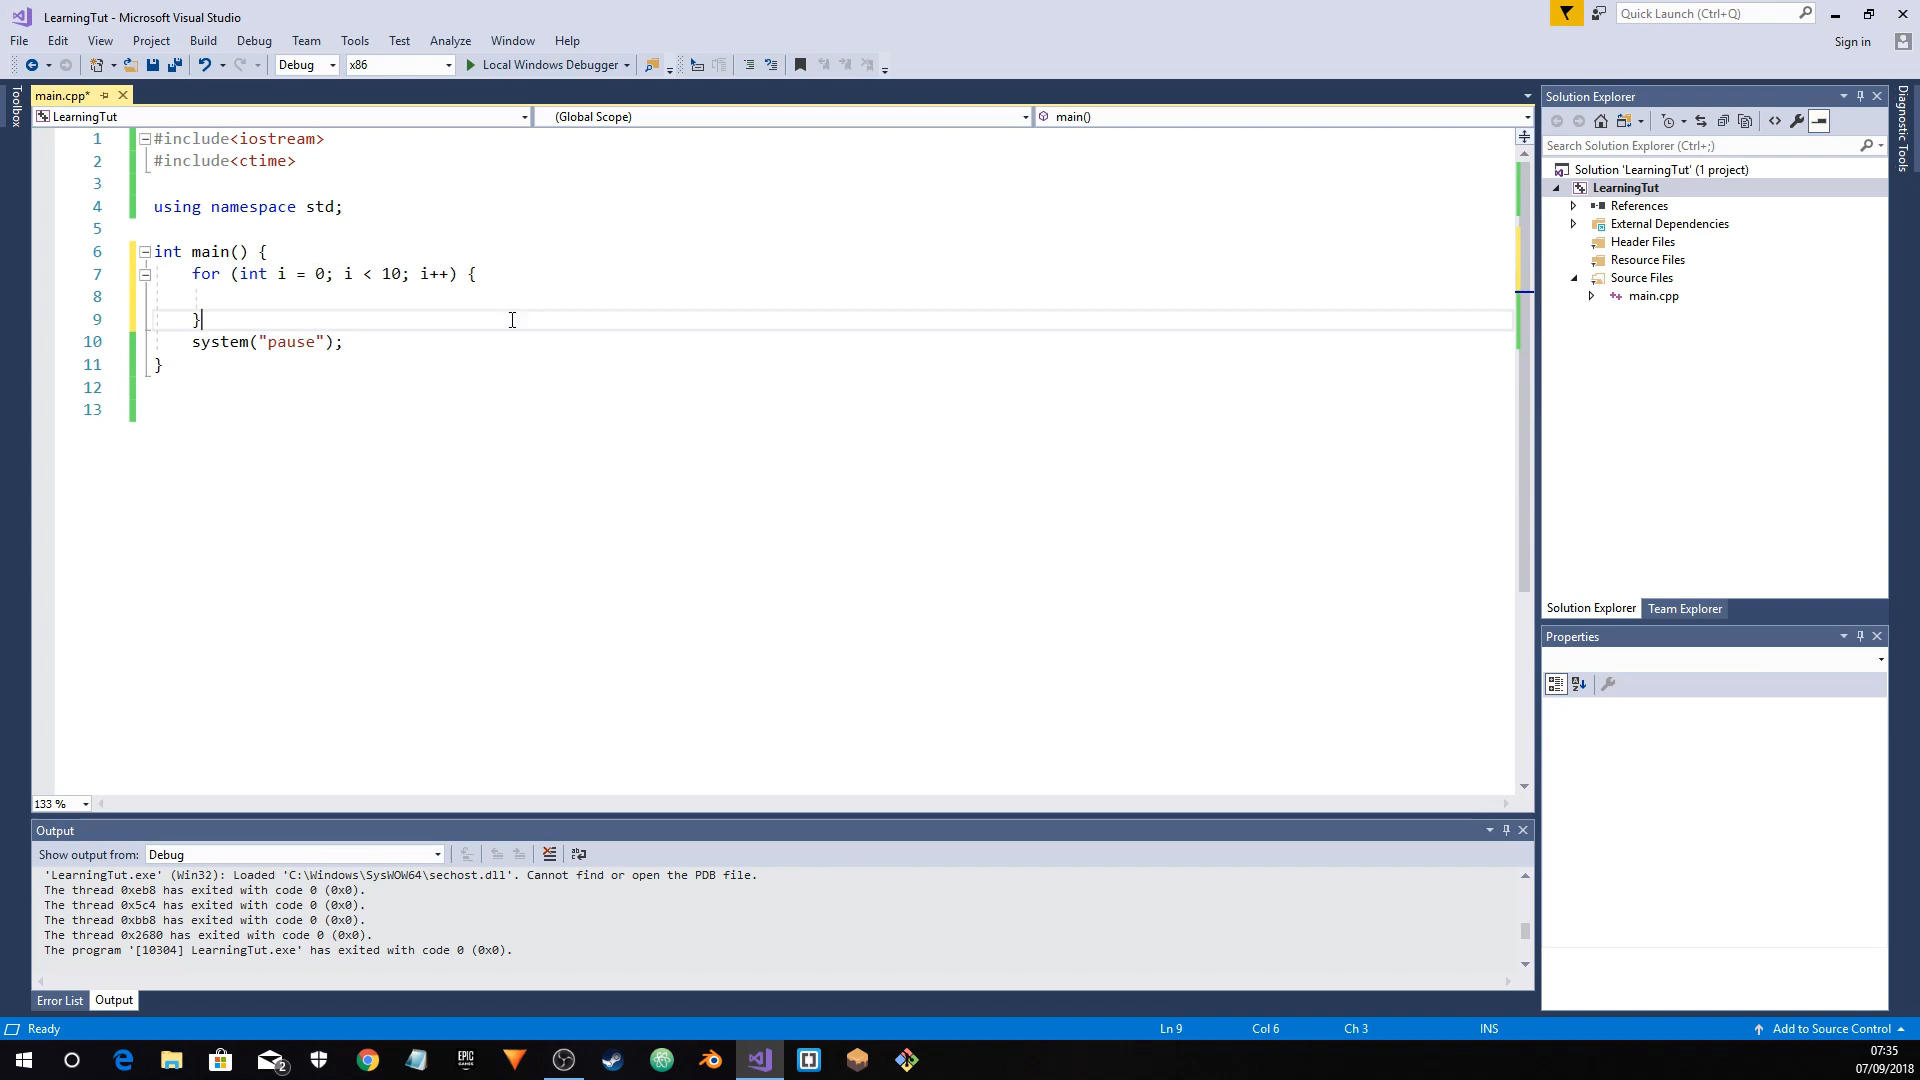 LearningTut - Microsoft Visual Studio
Quick Launch (Ctrl+Q)
File Edit View Project Build Debug Team Tools Test Analyze Window Help
Sign in
Debug x86 Local Windows Debugger
Toolbox
main.cpp*
LearningTut (Global Scope) main()
1 #include<iostream>
2 #include<ctime>
3
4 using namespace std;
5
6 int main() {
7 for (int i = 0; i < 10; i++) {
8
9 }
10 system("pause");
11 }
12
13
133 %
Output
Show output from: Debug
'LearningTut.exe' (Win32): Loaded 'C:\Windows\SysWOW64\sechost.dll'. Cannot find or open the PDB file.
The thread 0xeb8 has exited with code 0 (0x0).
The thread 0x5c4 has exited with code 0 (0x0).
The thread 0xbb8 has exited with code 0 (0x0).
The thread 0x2680 has exited with code 0 (0x0).
The program '[10304] LearningTut.exe' has exited with code 0 (0x0).
Error List Output
Solution Explorer
Search Solution Explorer (Ctrl+;)
Solution 'LearningTut' (1 project)
LearningTut
References
External Dependencies
Header Files
Resource Files
Source Files
main.cpp
Solution Explorer Team Explorer
Properties
Diagnostic Tools
Ready Ln 9 Col 6 Ch 3 INS Add to Source Control
2
EPIC
GAMES
07:35
07/09/2018